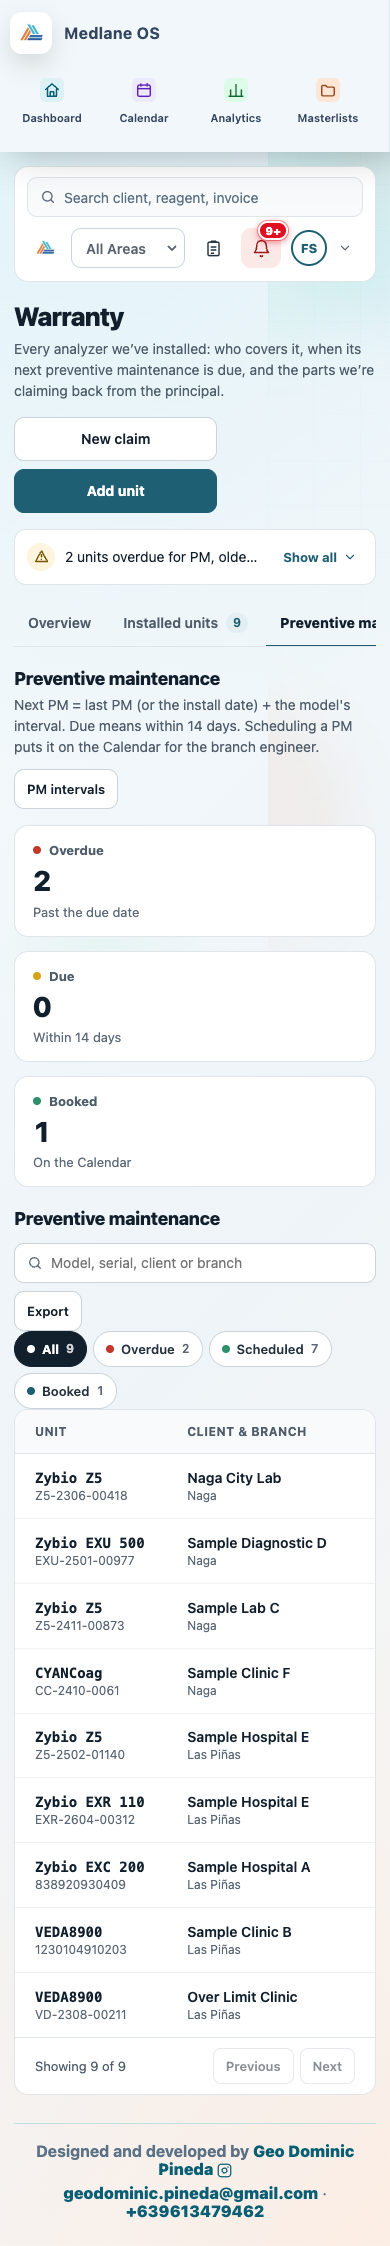 Medlane OS
Dashboard
Calendar
Analytics
Masterlists
Search client, reagent, invoice
All Areas
9+
FS
Warranty
Every analyzer we’ve installed: who covers it, when its
next preventive maintenance is due, and the parts we’re
claiming back from the principal.
New claim
Add unit
2 units overdue for PM, olde...
Show all
Overview
Installed units 9
Preventive ma
Preventive maintenance
Next PM = last PM (or the install date) + the model's
interval. Due means within 14 days. Scheduling a PM
puts it on the Calendar for the branch engineer.
PM intervals
Overdue
2
Past the due date
Due
0
Within 14 days
Booked
1
On the Calendar
Preventive maintenance
Model, serial, client or branch
Export
All 9
Overdue 2
Scheduled 7
Booked 1
UNIT CLIENT & BRANCH
Zybio Z5 Naga City Lab
Z5-2306-00418 Naga
Zybio EXU 500 Sample Diagnostic D
EXU-2501-00977 Naga
Zybio Z5 Sample Lab C
Z5-2411-00873 Naga
CYANCoag Sample Clinic F
CC-2410-0061 Naga
Zybio Z5 Sample Hospital E
Z5-2502-01140 Las Piñas
Zybio EXR 110 Sample Hospital E
EXR-2604-00312 Las Piñas
Zybio EXC 200 Sample Hospital A
838920930409 Las Piñas
VEDA8900 Sample Clinic B
1230104910203 Las Piñas
VEDA8900 Over Limit Clinic
VD-2308-00211 Las Piñas
Showing 9 of 9
Previous
Next
Designed and developed by Geo Dominic
Pineda
geodominic.pineda@gmail.com ·
+639613479462